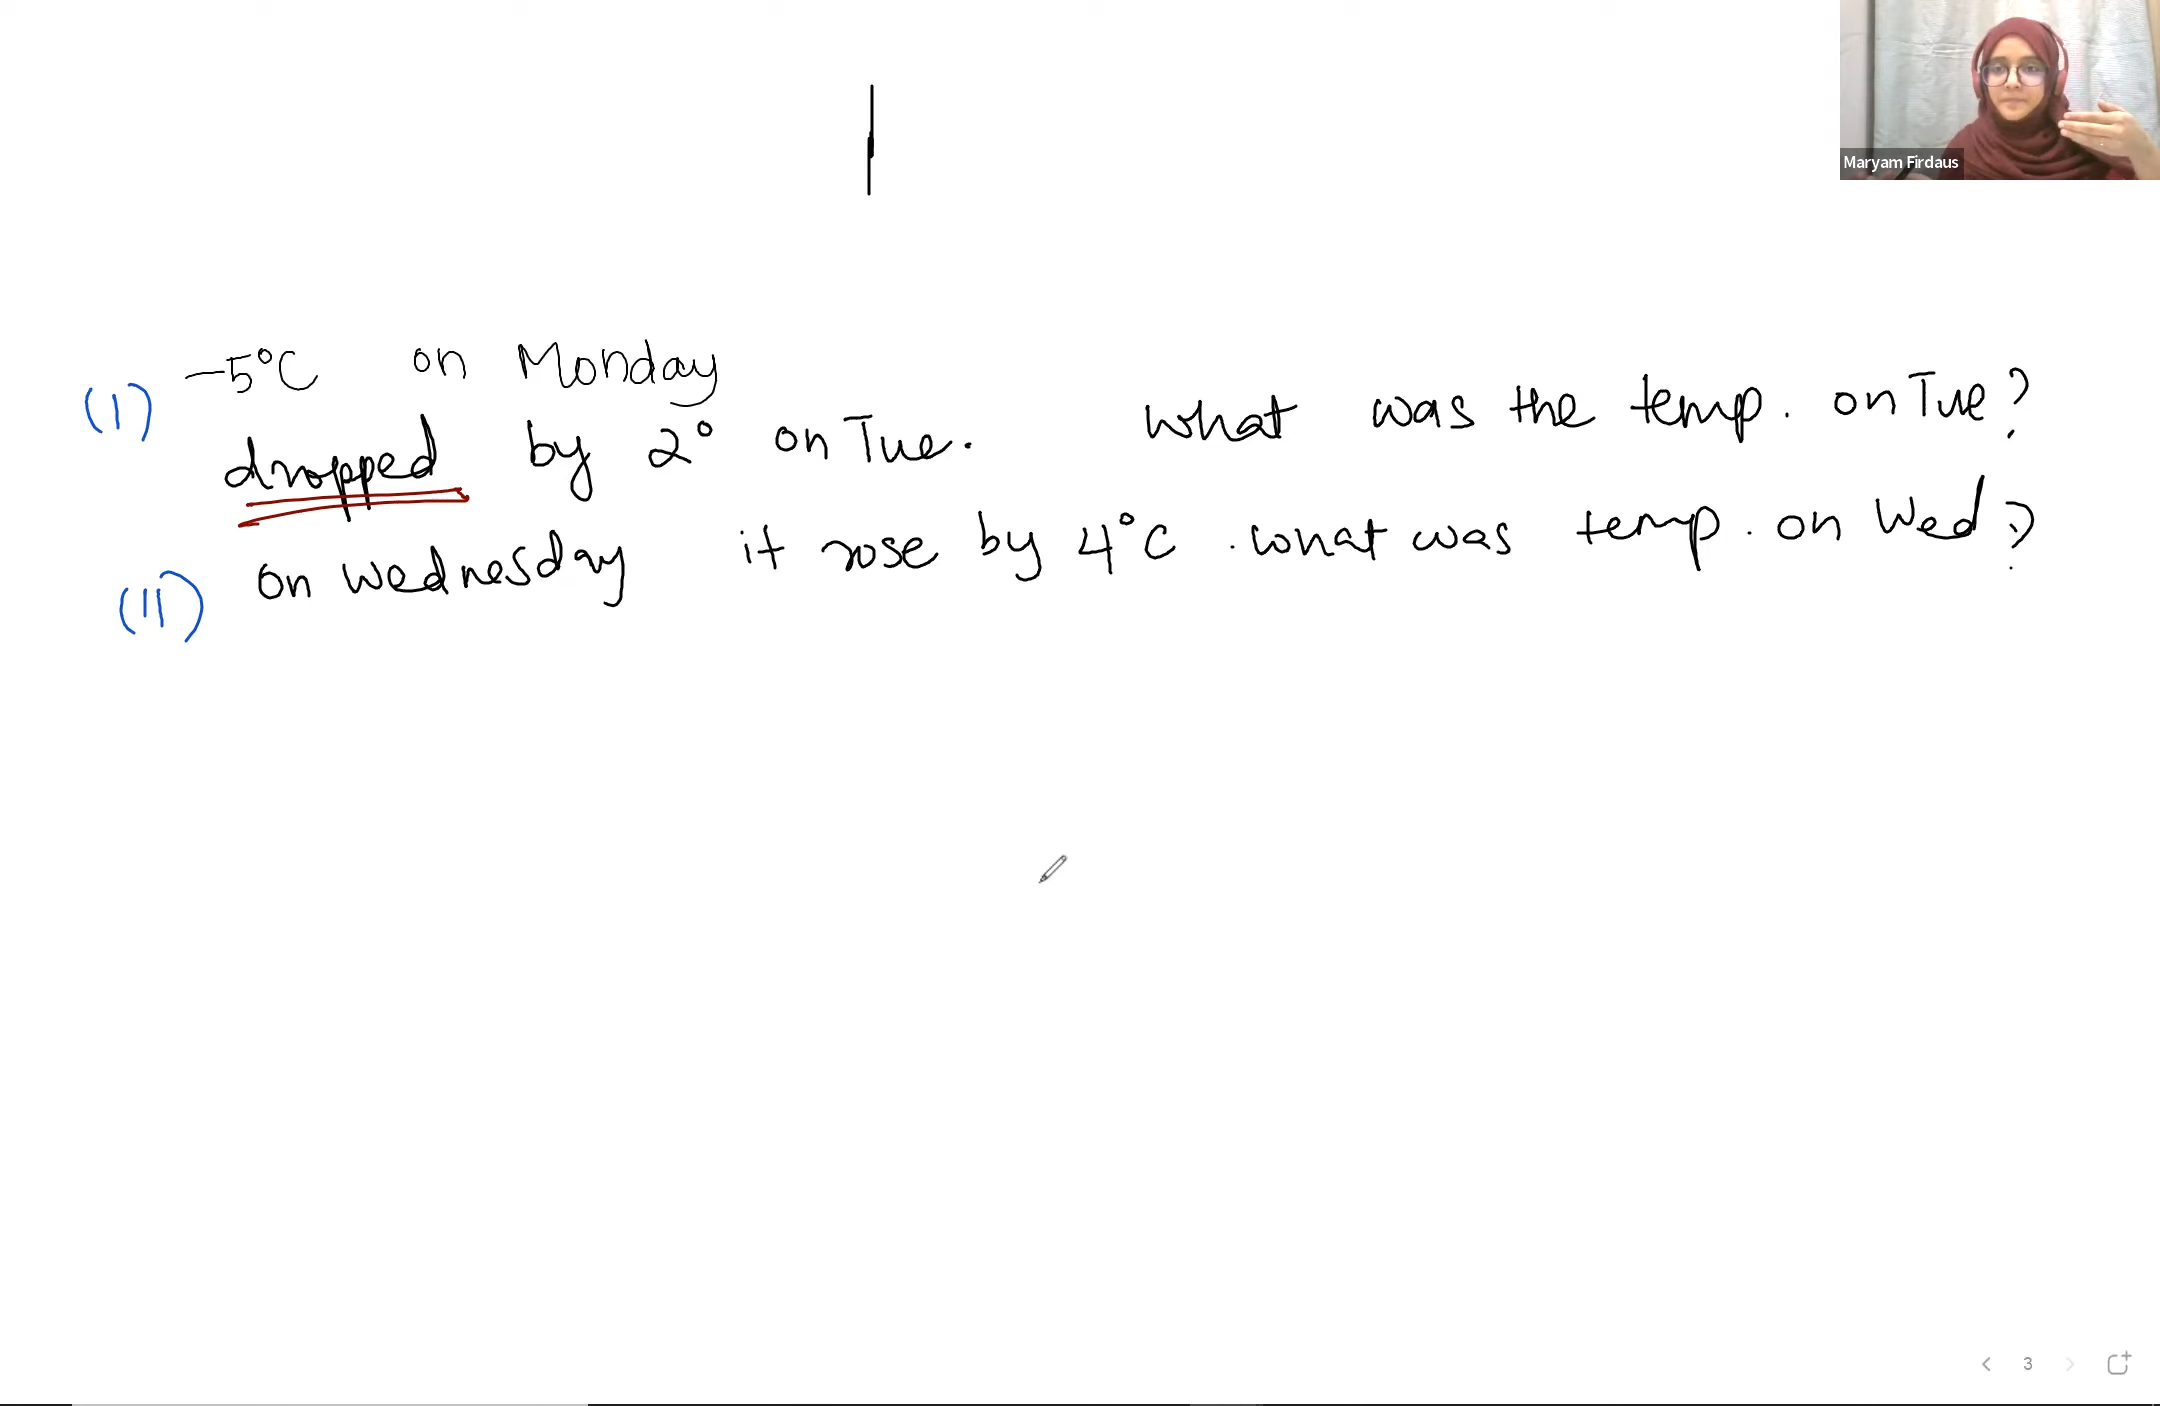 Maryam Firdaus
(I) -5°C on Monday
dropped by 2° on Tue. What was the temp. on Tue?
(II) on Wednesday it rose by 4°C. What was temp. on Wed?
3